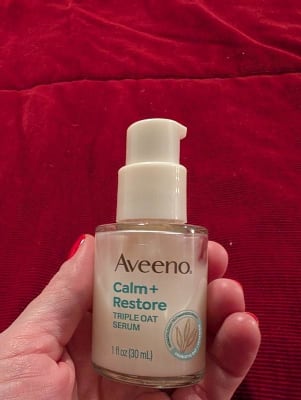 Aveeno®
Calm +
Restore
TRIPLE OAT
SERUM
1 fl oz (30 mL)